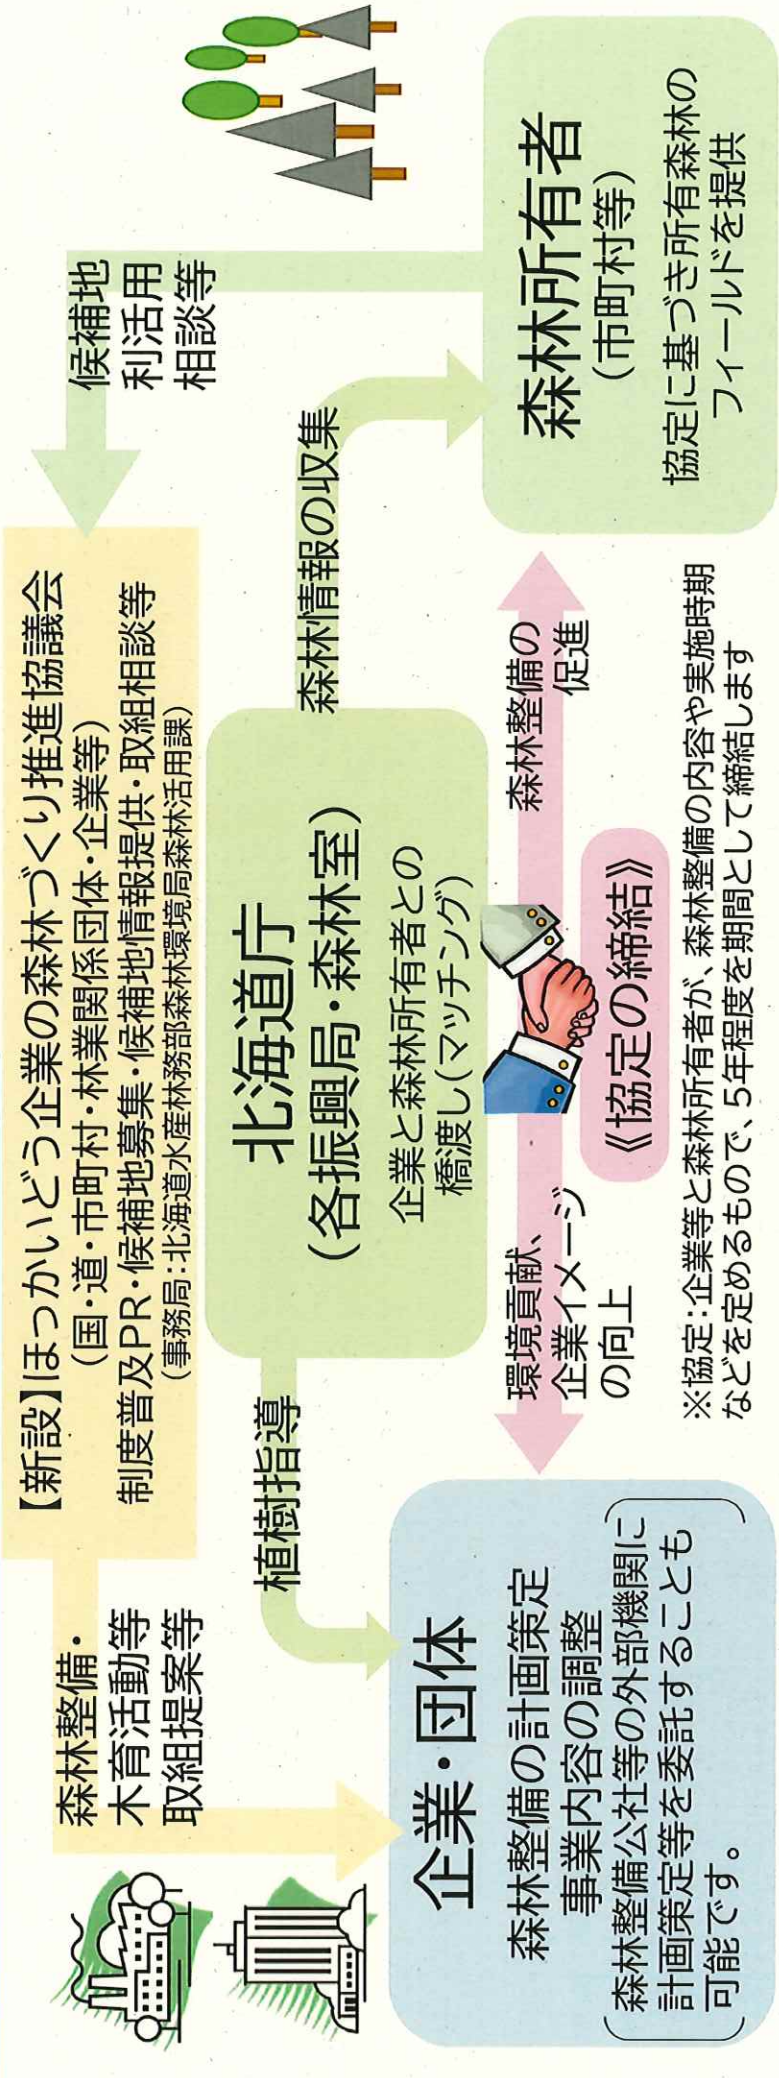 【新設】ほっかいどう企業の森林づくり推進協議会
(国・道・市町村・林業関係団体・企業等)
制度普及PR・候補地募集・候補地情報提供・取組相談等
(事務局:北海道水産林務部森林環境局森林活用課)
森林整備・
木育活動等
取組提案等
候補地
利活用
相談等
植樹指導
北海道庁
(各振興局・森林室)
企業と森林所有者との
橋渡し(マッチング)
森林情報の収集
企業・団体
森林整備の計画策定
事業内容の調整
森林整備公社等の外部機関に
計画策定等を委託することも
可能です。
環境貢献、
企業イメージ
の向上
森林整備の
促進
《協定の締結》
森林所有者
(市町村等)
協定に基づき所有森林の
フィールドを提供
※協定:企業等と森林所有者が、森林整備の内容や実施時期
などを定めるもので、5年程度を期間として締結します